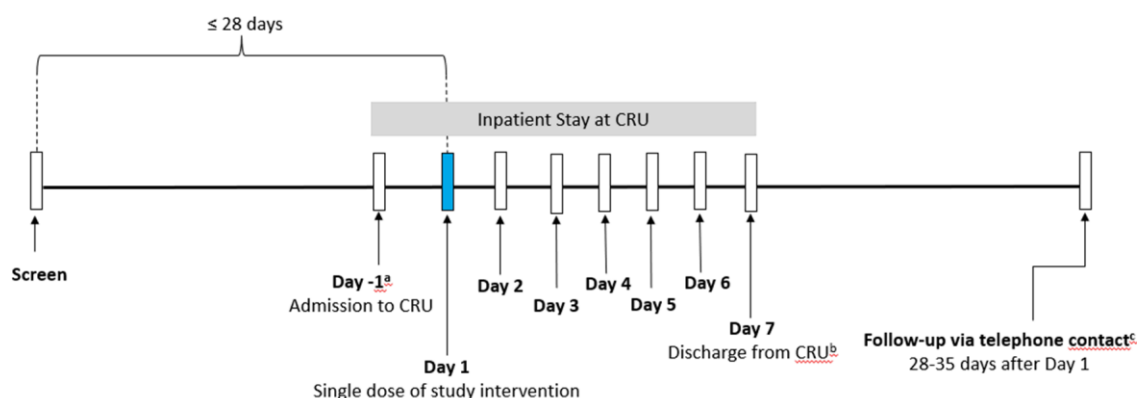 ≤ 28 days
Inpatient Stay at CRU
Screen
Day -1ᵃ
Admission to CRU
Day 1
Single dose of study intervention
Day 2
Day 3
Day 4
Day 5
Day 6
Day 7
Discharge from CRUᵇ
Follow-up via telephone contactᶜ
28-35 days after Day 1